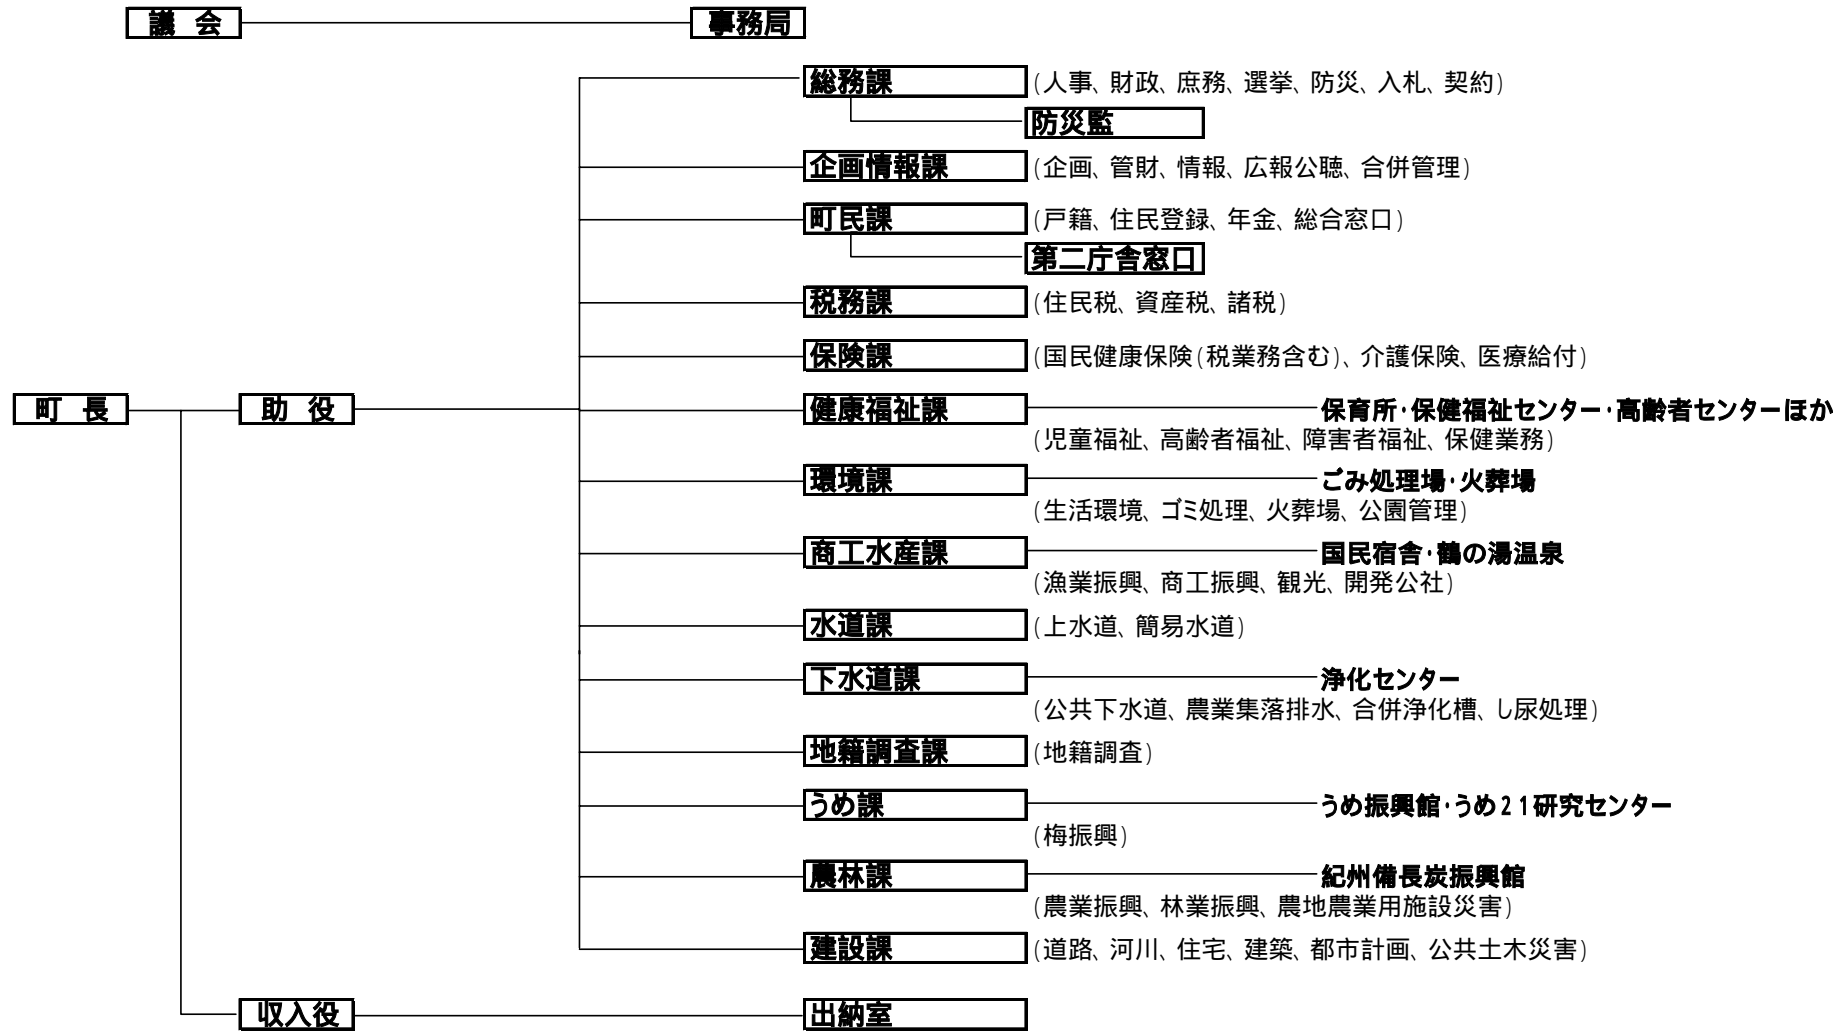 議 会 事務局
総務課 (人事、財政、庶務、選挙、防災、入札、契約)
防災監
企画情報課 (企画、管財、情報、広報公聴、合併管理)
町民課 (戸籍、住民登録、年金、総合窓口)
第二庁舎窓口
税務課 (住民税、資産税、諸税)
保険課 (国民健康保険(税業務含む)、介護保険、医療給付)
町 長 助 役 健康福祉課 保育所・保健福祉センター・高齢者センターほか
(児童福祉、高齢者福祉、障害者福祉、保健業務)
環境課 ごみ処理場・火葬場
(生活環境、ゴミ処理、火葬場、公園管理)
商工水産課 国民宿舎・鶴の湯温泉
(漁業振興、商工振興、観光、開発公社)
水道課 (上水道、簡易水道)
下水道課 浄化センター
(公共下水道、農業集落排水、合併浄化槽、し尿処理)
地籍調査課 (地籍調査)
うめ課 うめ振興館・うめ21研究センター
(梅振興)
農林課 紀州備長炭振興館
(農業振興、林業振興、農地農業用施設災害)
建設課 (道路、河川、住宅、建築、都市計画、公共土木災害)
収入役 出納室